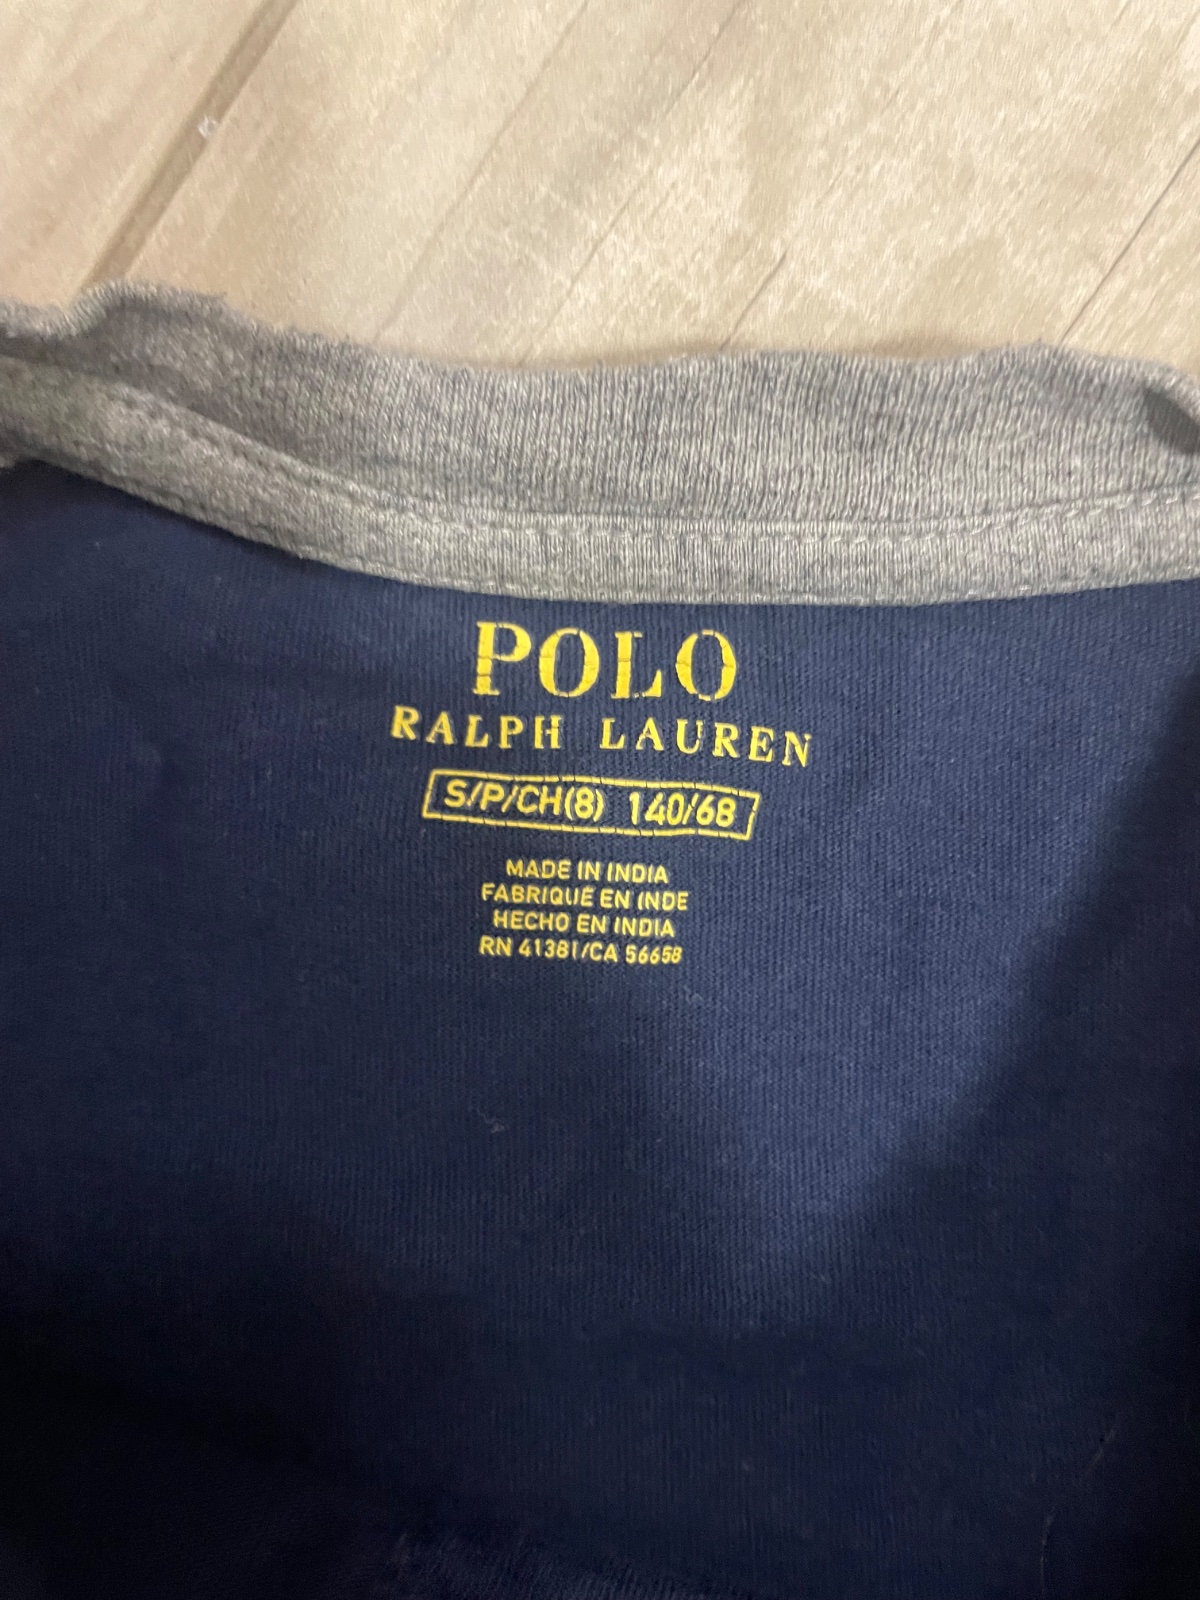 POLO
RALPH LAUREN
S/P/CH(8) 140/68
MADE IN INDIA
FABRIQUÉ EN INDE
HECHO EN INDIA
RN 41381/CA 56658